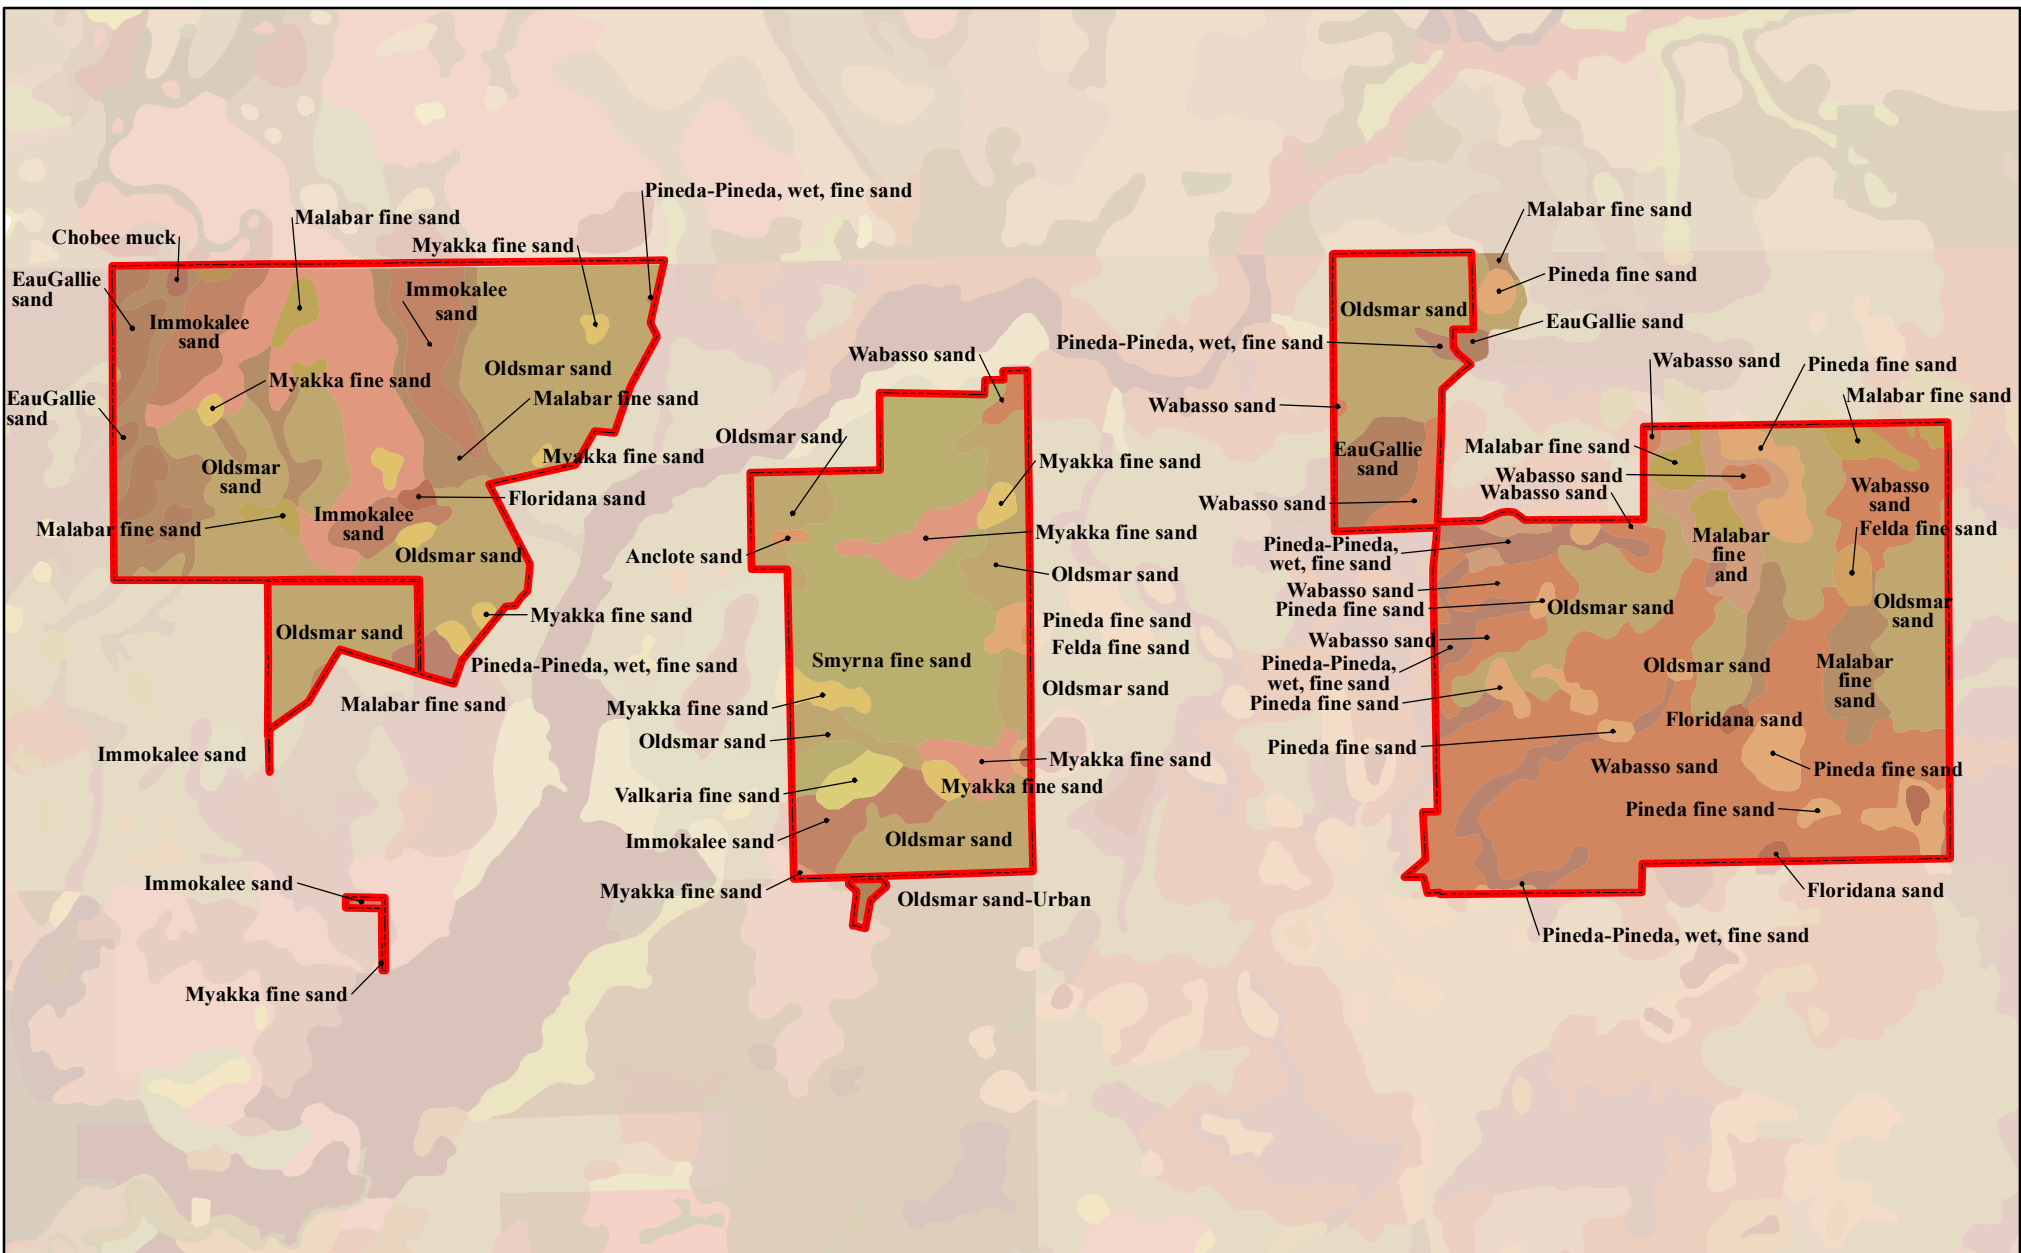 Pineda-Pineda, wet, fine sand
Malabar fine sand
Chobee muck
Myakka fine sand
EauGallie
sand
Immokalee
sand
Immokalee
sand
Oldsmar sand
Myakka fine sand
EauGallie
sand
Malabar fine sand
Myakka fine sand
Oldsmar
sand
Floridana sand
Malabar fine sand
Immokalee
sand
Oldsmar sand
Myakka fine sand
Oldsmar sand
Pineda-Pineda, wet, fine sand
Malabar fine sand
Immokalee sand
Immokalee sand
Myakka fine sand
Wabasso sand
Oldsmar sand
Myakka fine sand
Myakka fine sand
Anclote sand
Oldsmar sand
Pineda fine sand
Felda fine sand
Smyrna fine sand
Oldsmar sand
Myakka fine sand
Oldsmar sand
Myakka fine sand
Myakka fine sand
Valkaria fine sand
Immokalee sand
Oldsmar sand
Myakka fine sand
Oldsmar sand-Urban
Malabar fine sand
Pineda fine sand
Oldsmar sand
EauGallie sand
Pineda-Pineda, wet, fine sand
Wabasso sand
Pineda fine sand
Malabar fine sand
Wabasso sand
EauGallie
sand
Malabar fine sand
Wabasso sand
Wabasso sand
Wabasso sand
Wabasso
sand
Felda fine sand
Malabar
fine
and
Pineda-Pineda,
wet, fine sand
Wabasso sand
Pineda fine sand
Oldsmar sand
Oldsmar
sand
Wabasso sand
Pineda-Pineda,
wet, fine sand
Oldsmar sand
Malabar
fine
sand
Pineda fine sand
Floridana sand
Pineda fine sand
Wabasso sand
Pineda fine sand
Pineda fine sand
Floridana sand
Pineda-Pineda, wet, fine sand